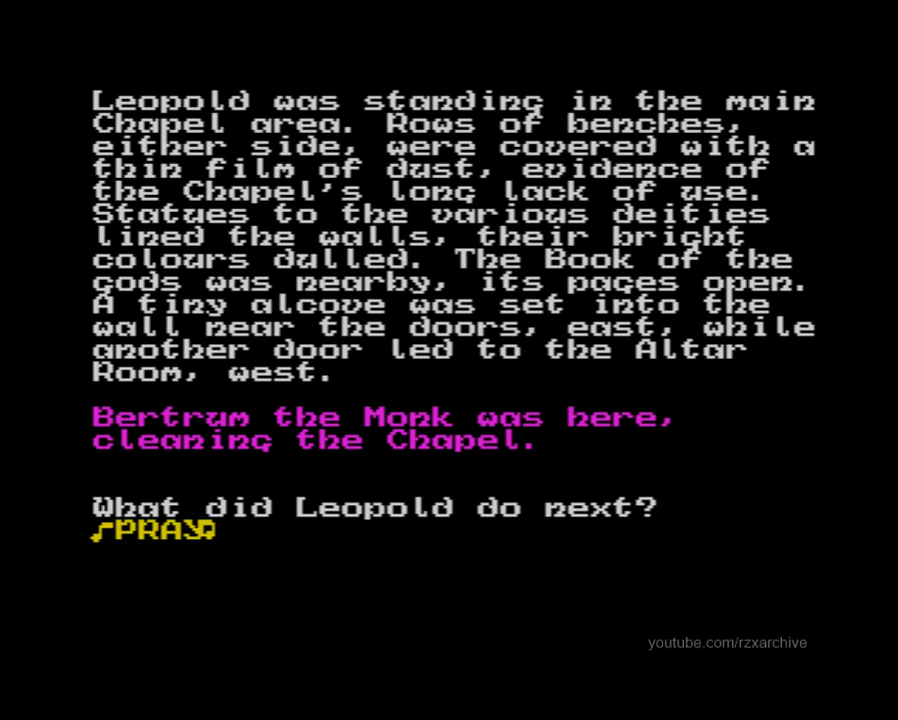 Leopold was standing in the main
Chapel area. Rows of benches,
either side, were covered with a
thin film of dust, evidence of
the Chapel's long lack of use.
Statues to the various deities
lined the walls, their bright
colours dulled. The Book of the
gods was nearby, its pages open.
A tiny alcove was set into the
wall near the doors, east, while
another door led to the Altar
Room, west.
Bertrum the Monk was here,
cleaning the Chapel.
What did Leopold do next?
PRAY
youtube.com/rzxarchive